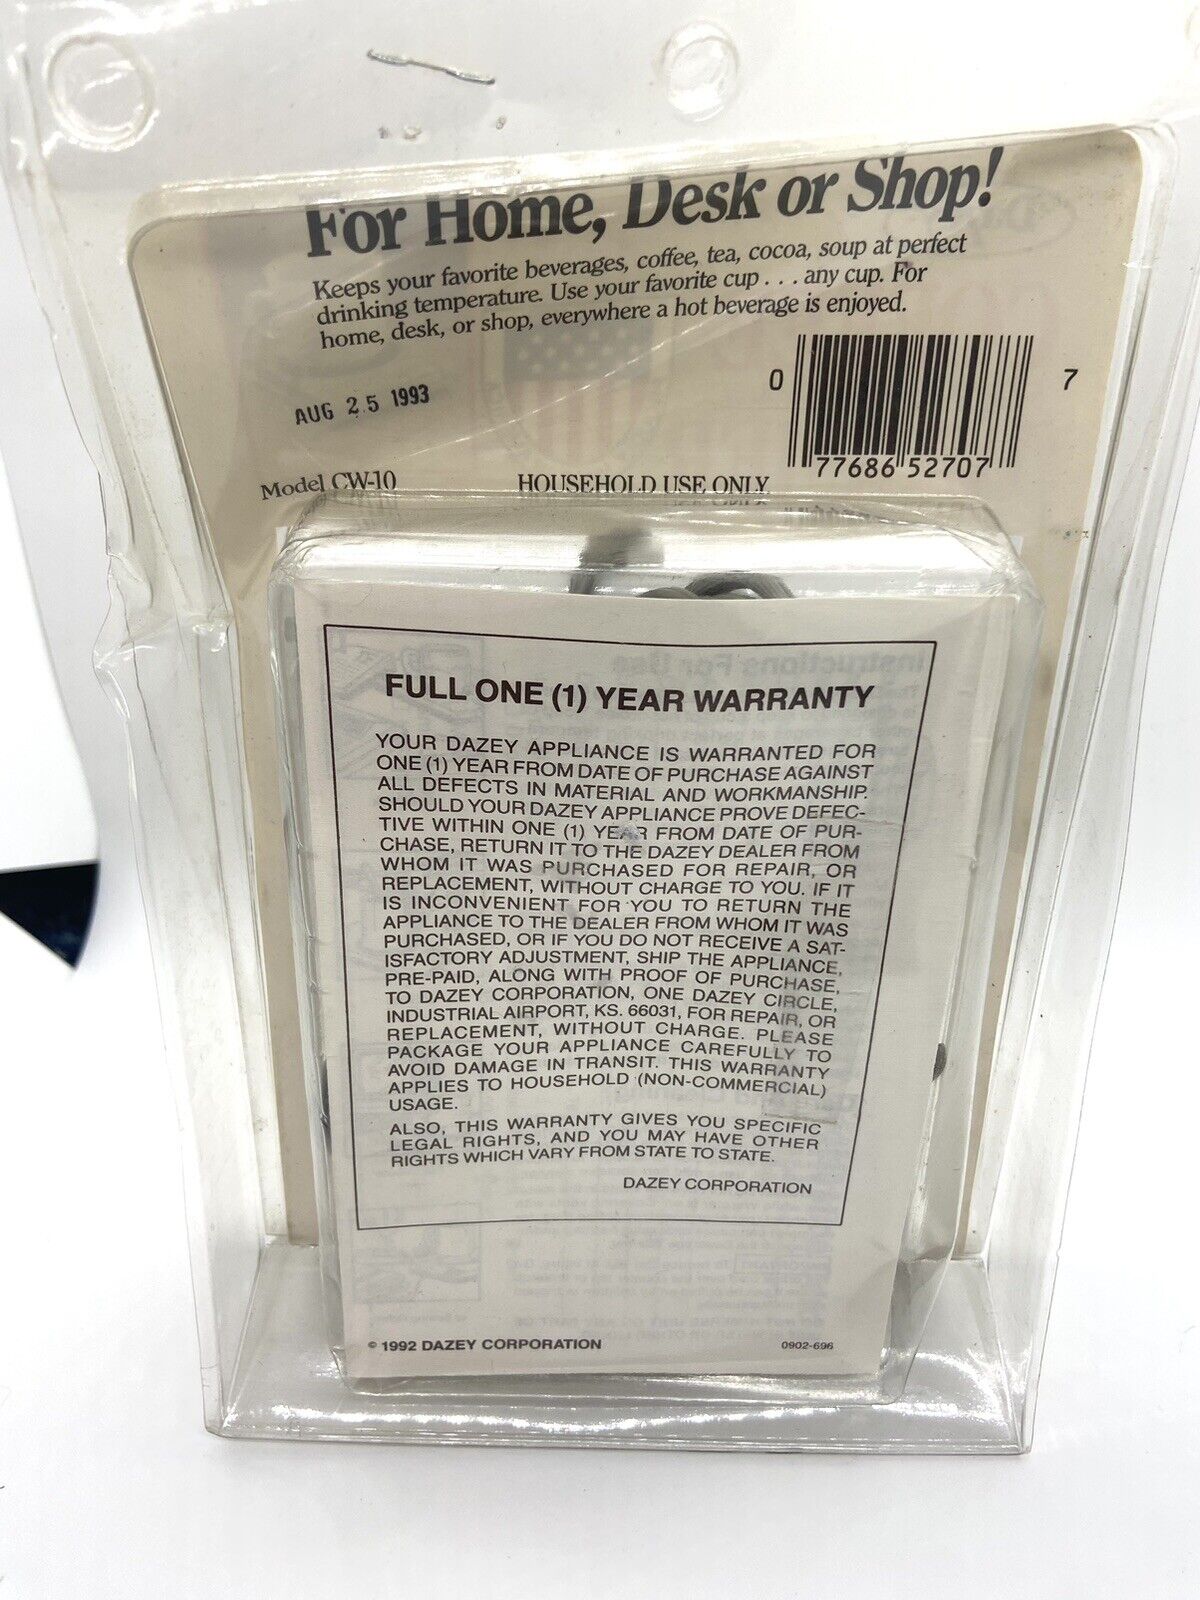 For Home, Desk or Shop!
Keeps your favorite beverages, coffee, tea, cocoa, soup at perfect
drinking temperature. Use your favorite cup . . . any cup. For
home, desk, or shop, everywhere a hot beverage is enjoyed.
AUG 25 1993
0 77686 52707 7
Model CW-10
HOUSEHOLD USE ONLY
FULL ONE (1) YEAR WARRANTY
YOUR DAZEY APPLIANCE IS WARRANTED FOR
ONE (1) YEAR FROM DATE OF PURCHASE AGAINST
ALL DEFECTS IN MATERIAL AND WORKMANSHIP.
SHOULD YOUR DAZEY APPLIANCE PROVE DEFEC-
TIVE WITHIN ONE (1) YEAR FROM DATE OF PUR-
CHASE, RETURN IT TO THE DAZEY DEALER FROM
WHOM IT WAS PURCHASED FOR REPAIR, OR
REPLACEMENT, WITHOUT CHARGE TO YOU. IF IT
IS INCONVENIENT FOR YOU TO RETURN THE
APPLIANCE TO THE DEALER FROM WHOM IT WAS
PURCHASED, OR IF YOU DO NOT RECEIVE A SAT-
ISFACTORY ADJUSTMENT, SHIP THE APPLIANCE,
PRE-PAID, ALONG WITH PROOF OF PURCHASE,
TO DAZEY CORPORATION, ONE DAZEY CIRCLE,
INDUSTRIAL AIRPORT, KS. 66031, FOR REPAIR, OR
REPLACEMENT, WITHOUT CHARGE. PLEASE
PACKAGE YOUR APPLIANCE CAREFULLY TO
AVOID DAMAGE IN TRANSIT. THIS WARRANTY
APPLIES TO HOUSEHOLD (NON-COMMERCIAL)
USAGE.
ALSO, THIS WARRANTY GIVES YOU SPECIFIC
LEGAL RIGHTS, AND YOU MAY HAVE OTHER
RIGHTS WHICH VARY FROM STATE TO STATE.
DAZEY CORPORATION
© 1992 DAZEY CORPORATION
0902-696